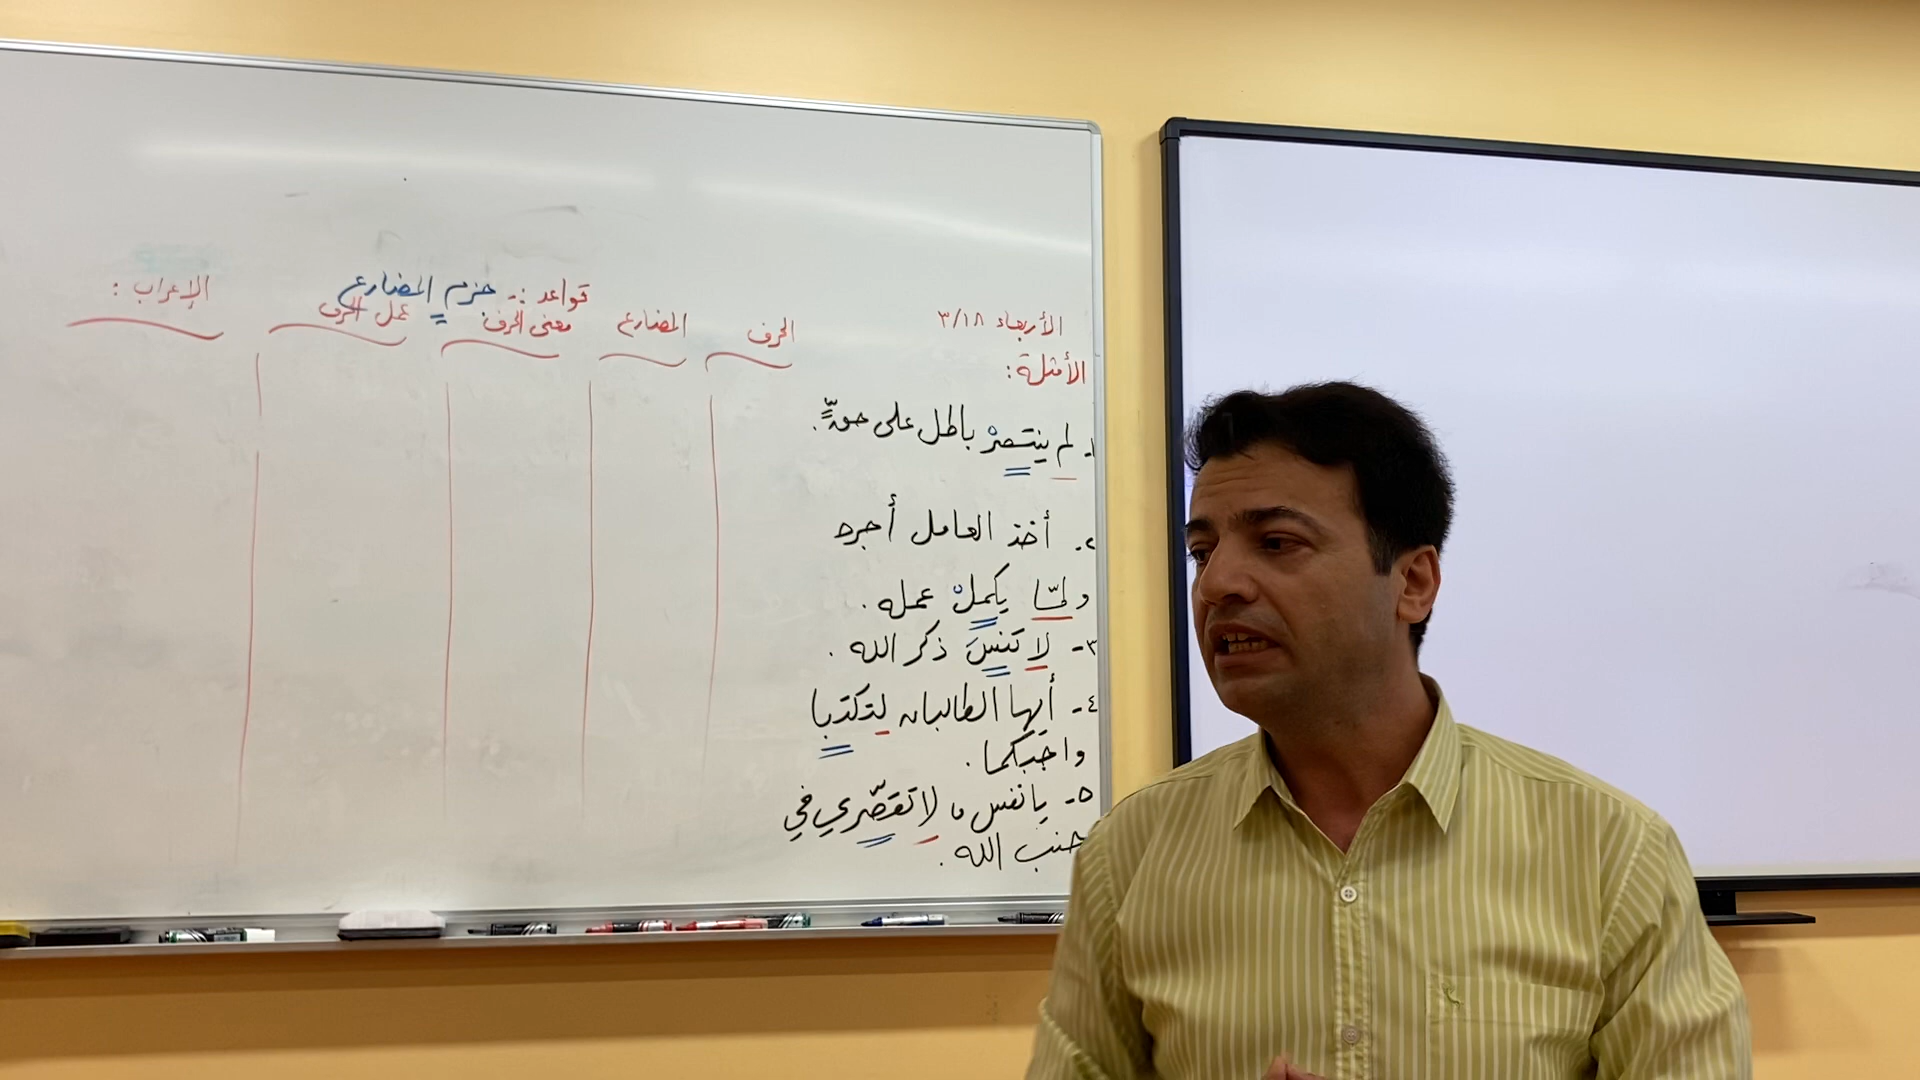 قواعد :- جزم المضارع
الأربعاء ٣/١٨
الحرف المضارع معنى الحرف عمل الحرف الإعراب :
الأمثلة:
١- لم ينتصرْ باطل على حقٍّ.
٢- أخذ العامل أجره
ولمّا يكملْ عمله .
٣- لا تنسَ ذكر الله .
٤- أيها الطالبان لتكتبا
واجبكما .
٥- يا نفس لا تقصّري في
جنب الله .